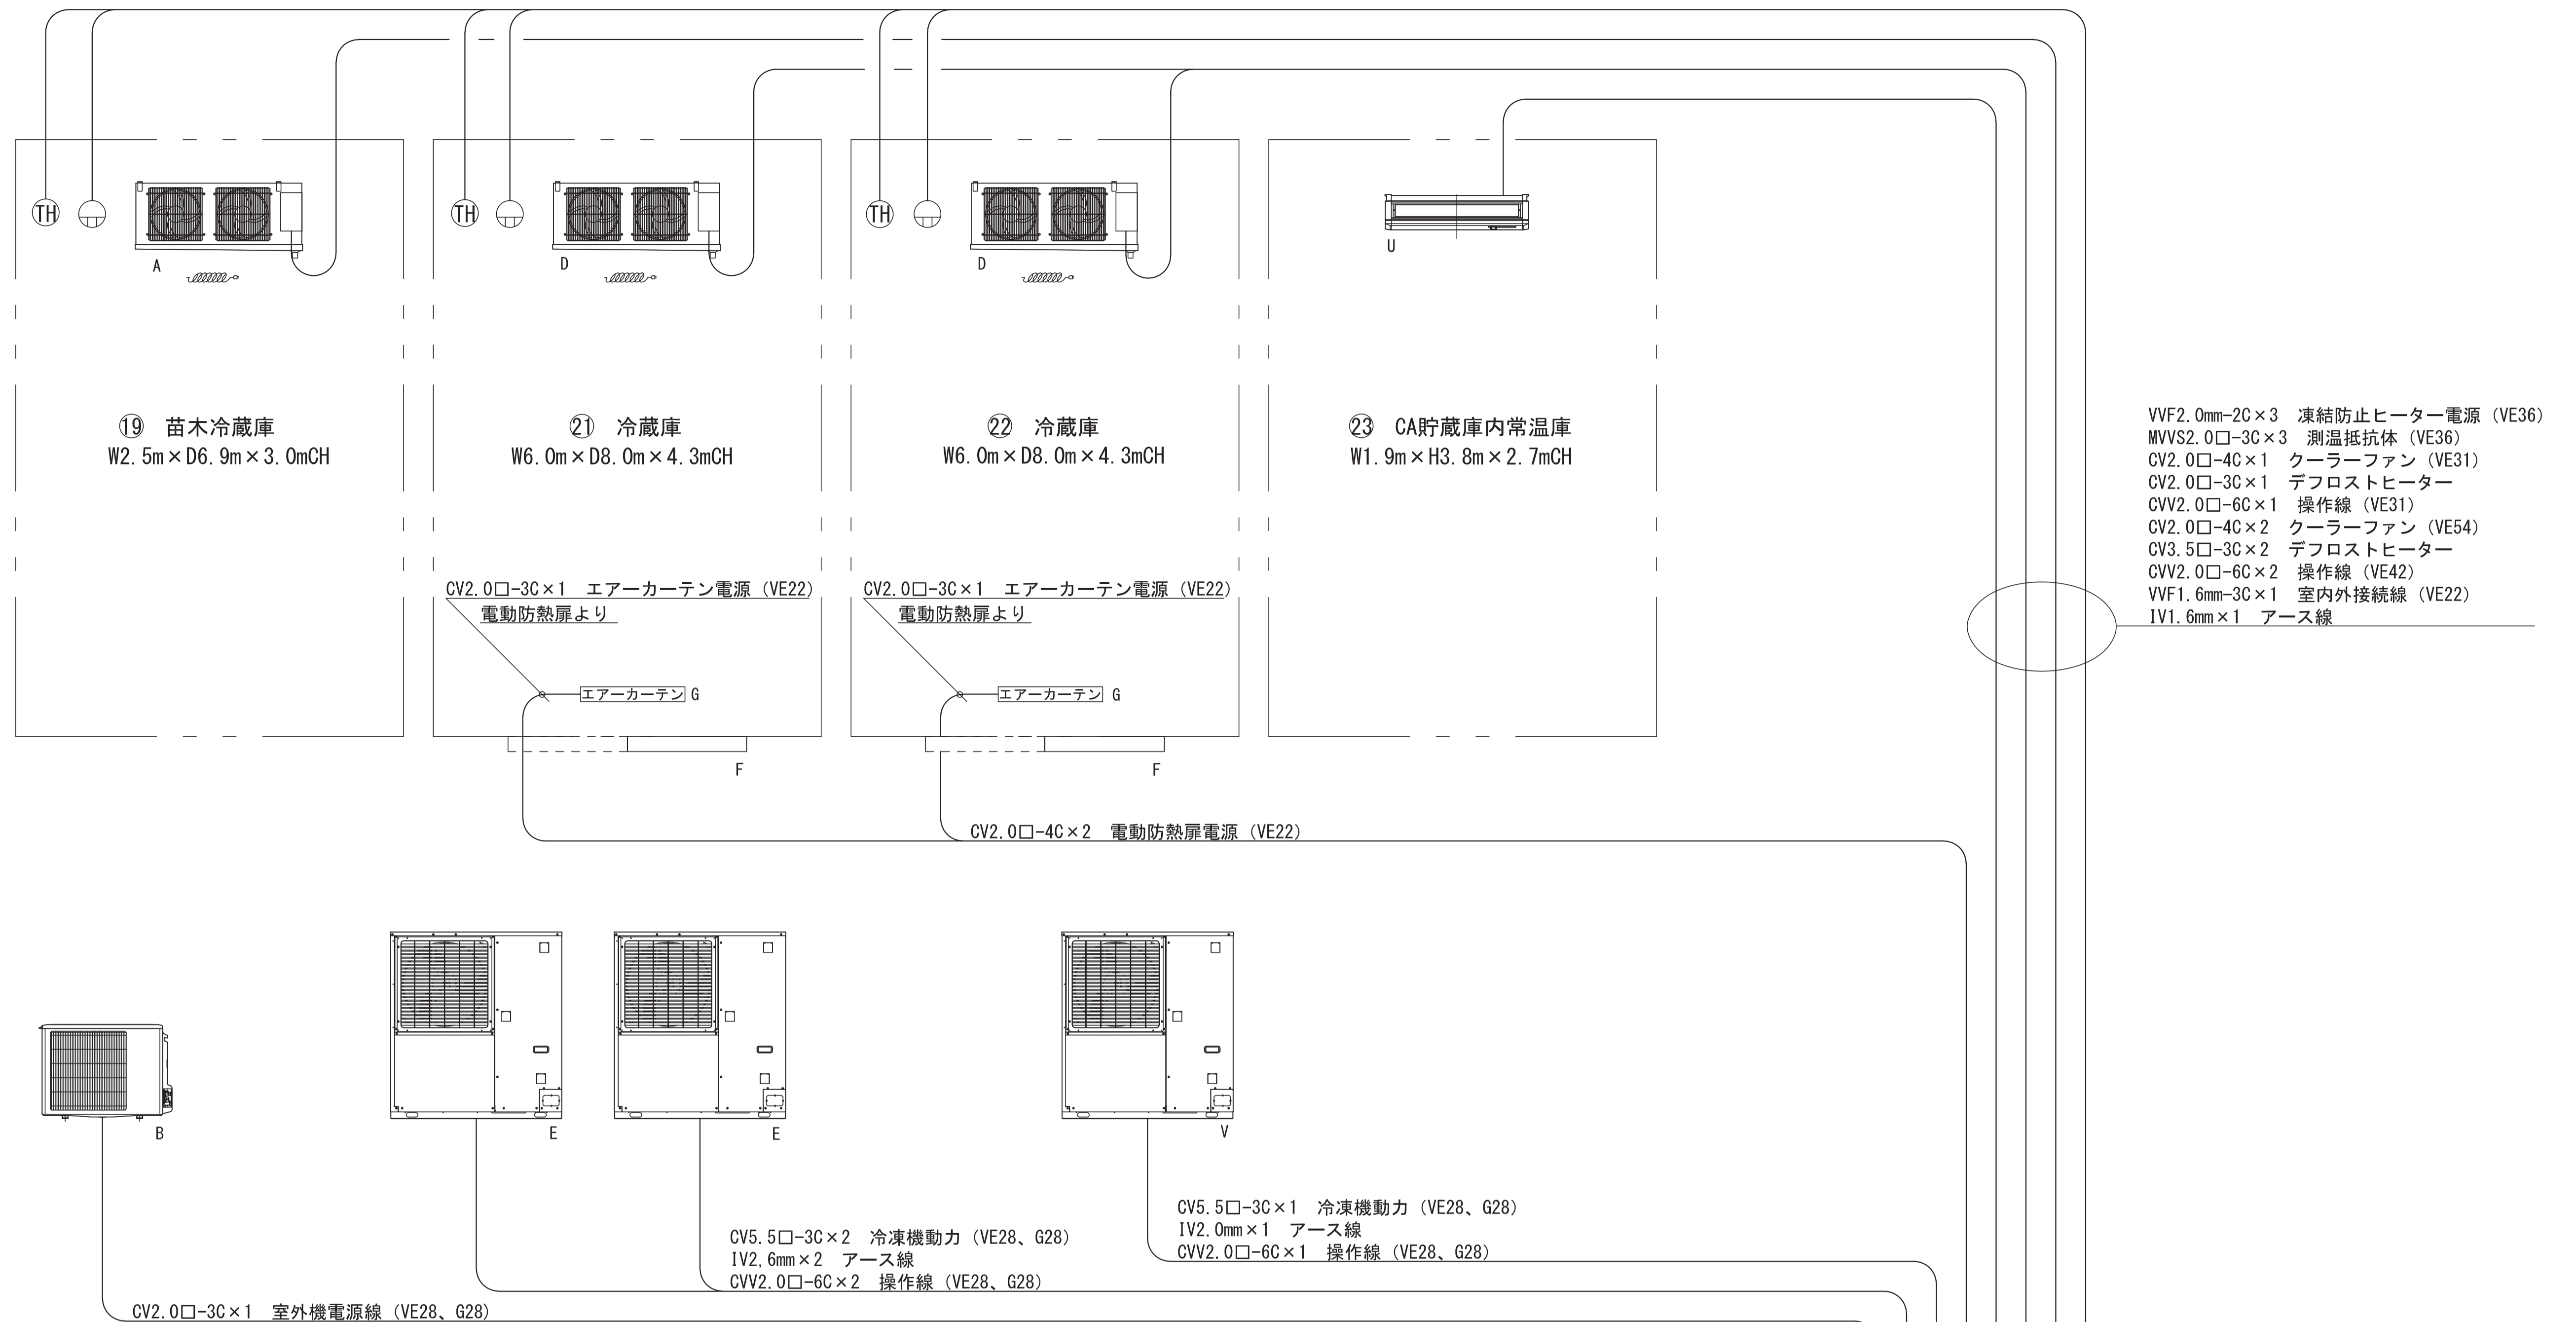 TH
TH
TH
A
D
D
U
⑲ 苗木冷蔵庫
W2.5m×D6.9m×3.0mCH
㉑ 冷蔵庫
W6.0m×D8.0m×4.3mCH
㉒ 冷蔵庫
W6.0m×D8.0m×4.3mCH
㉓ CA貯蔵庫内常温庫
W1.9m×H3.8m×2.7mCH
VVF2.0mm-2C×3 凍結防止ヒーター電源（VE36）
MVVS2.0□-3C×3 測温抵抗体（VE36）
CV2.0□-4C×1 クーラーファン（VE31）
CV2.0□-3C×1 デフロストヒーター
CVV2.0□-6C×1 操作線（VE31）
CV2.0□-4C×2 クーラーファン（VE54）
CV3.5□-3C×2 デフロストヒーター
CVV2.0□-6C×2 操作線（VE42）
VVF1.6mm-3C×1 室内外接続線（VE22）
IV1.6mm×1 アース線
CV2.0□-3C×1 エアーカーテン電源（VE22）
電動防熱扉より
CV2.0□-3C×1 エアーカーテン電源（VE22）
電動防熱扉より
エアーカーテン G
エアーカーテン G
F
F
CV2.0□-4C×2 電動防熱扉電源（VE22）
B
E
E
V
CV5.5□-3C×1 冷凍機動力（VE28、G28）
IV2.0mm×1 アース線
CVV2.0□-6C×1 操作線（VE28、G28）
CV5.5□-3C×2 冷凍機動力（VE28、G28）
IV2,6mm×2 アース線
CVV2.0□-6C×2 操作線（VE28、G28）
CV2.0□-3C×1 室外機電源線（VE28、G28）